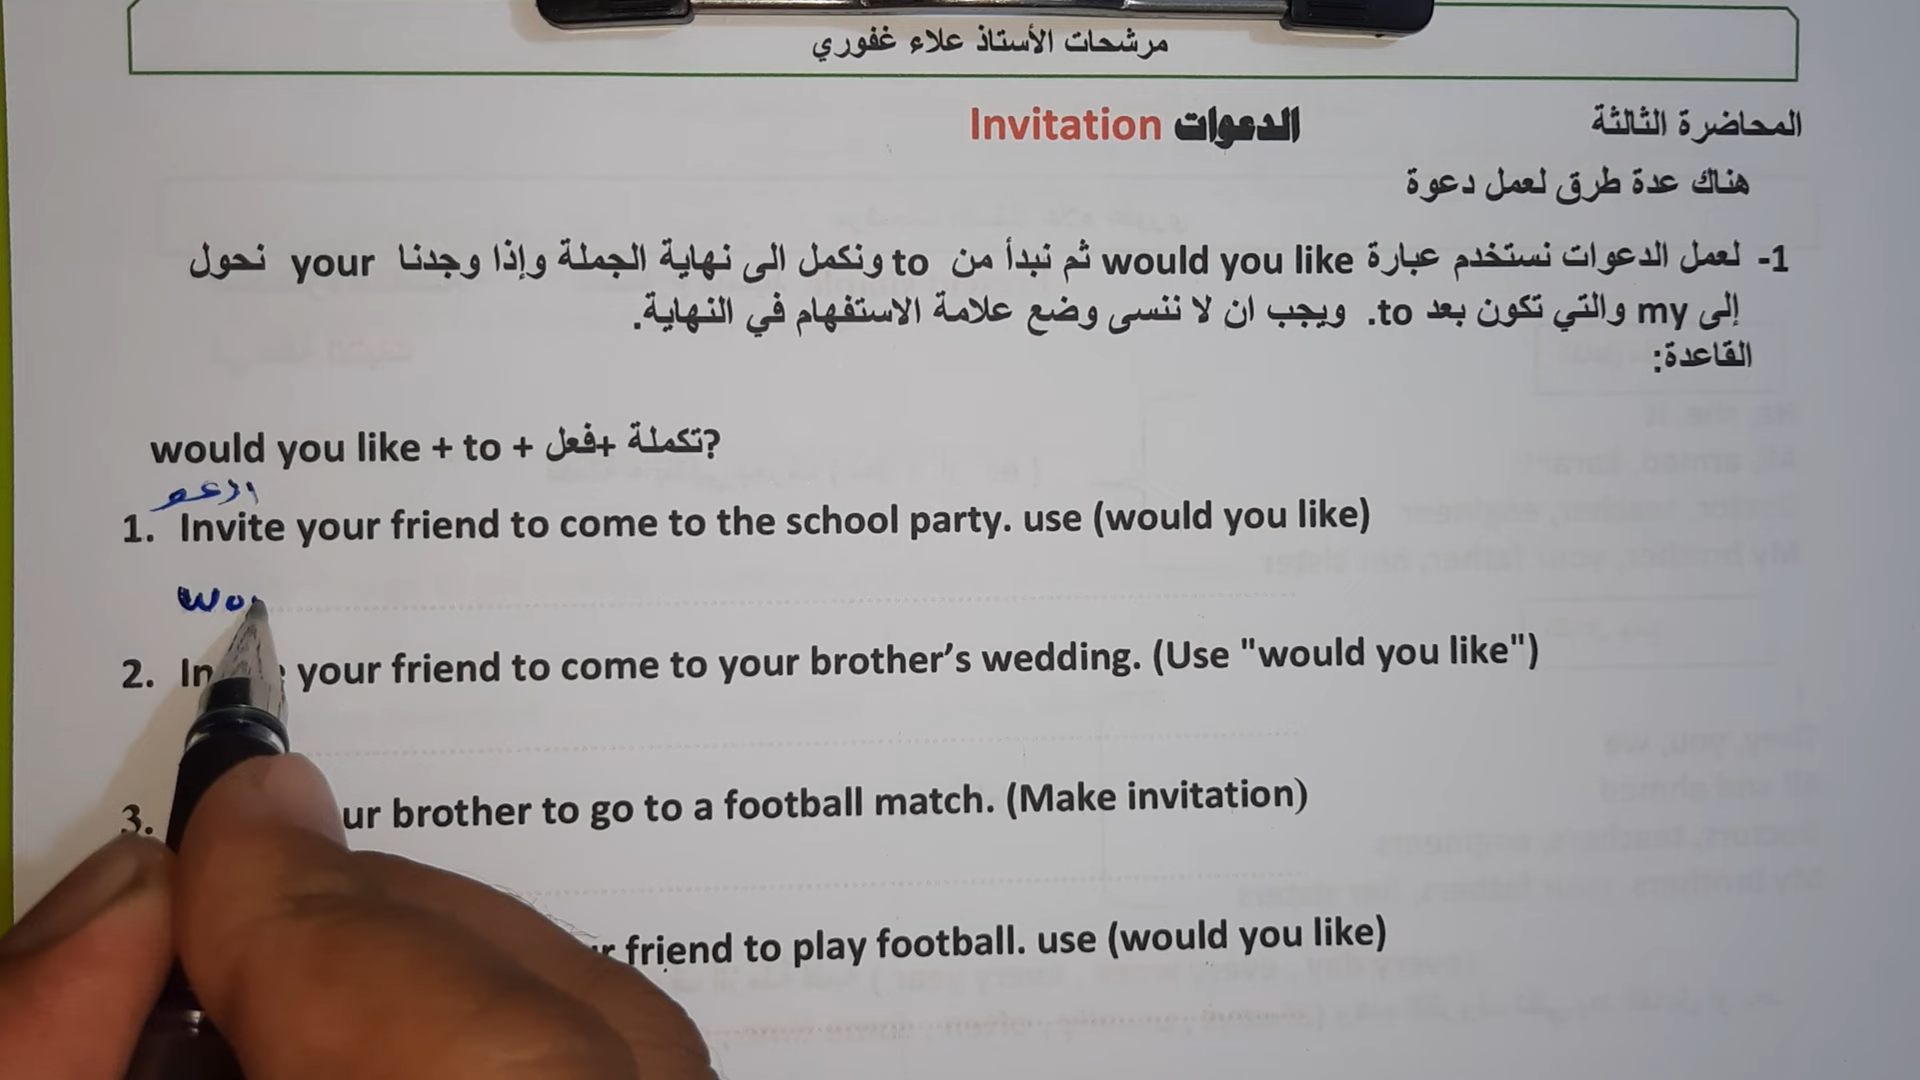 مرشحات الأستاذ علاء غفوري
المحاضرة الثالثة
الدعوات Invitation
هناك عدة طرق لعمل دعوة
1- لعمل الدعوات نستخدم عبارة would you like ثم نبدأ من to ونكمل الى نهاية الجملة وإذا وجدنا your نحول
إلى my والتي تكون بعد to. ويجب ان لا ننسى وضع علامة الاستفهام في النهاية.
القاعدة:
would you like + to + فعل+ تكملة?
ادعو
1. Invite your friend to come to the school party. use (would you like)
Wo
2. In your friend to come to your brother’s wedding. (Use "would you like")
3. ur brother to go to a football match. (Make invitation)
r friend to play football. use (would you like)